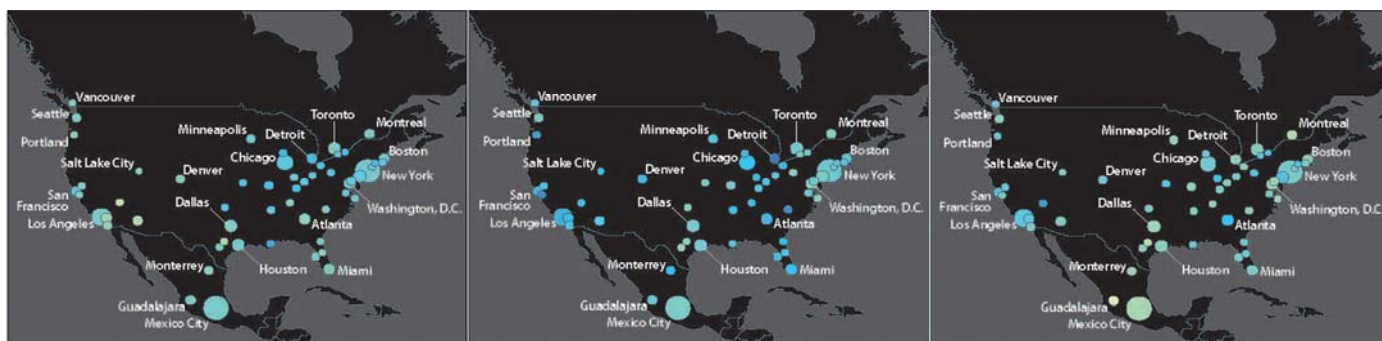 Vancouver
Seattle
Portland
Minneapolis
Detroit
Toronto
Montreal
Chicago
Boston
New York
Salt Lake City
Denver
San
Francisco
Los Angeles
Dallas
Atlanta
Washington, D.C.
Houston
Monterrey
Miami
Guadalajara
Mexico City
Vancouver
Seattle
Portland
Minneapolis
Detroit
Toronto
Montreal
Chicago
Boston
New York
Salt Lake City
Denver
San
Francisco
Los Angeles
Dallas
Atlanta
Washington, D.C.
Houston
Monterrey
Miami
Guadalajara
Mexico City
Vancouver
Seattle
Portland
Minneapolis
Detroit
Toronto
Montreal
Chicago
Boston
New York
Salt Lake City
Denver
San
Francisco
Los Angeles
Dallas
Atlanta
Washington, D.C.
Houston
Monterrey
Miami
Guadalajara
Mexico City